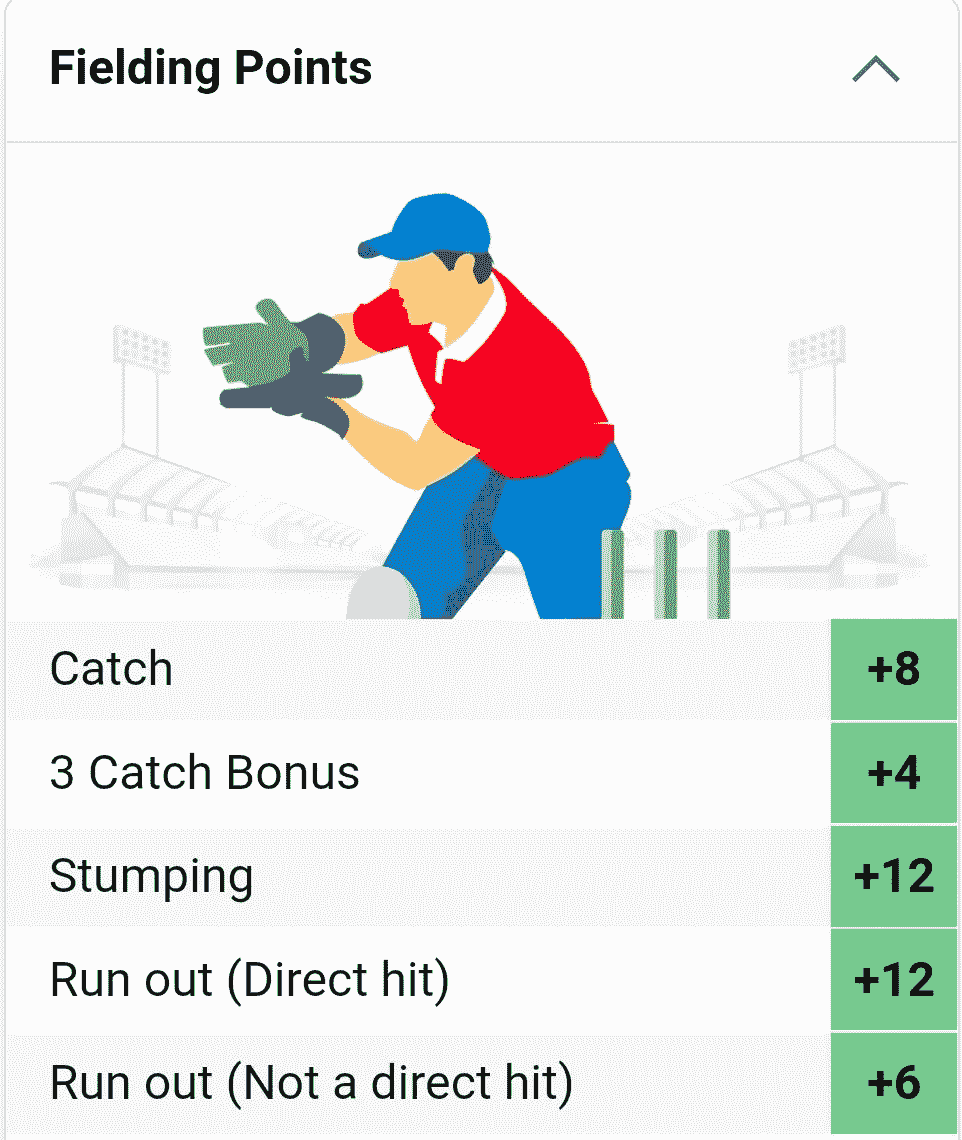 Fielding Points
Catch +8
3 Catch Bonus +4
Stumping +12
Run out (Direct hit) +12
Run out (Not a direct hit) +6